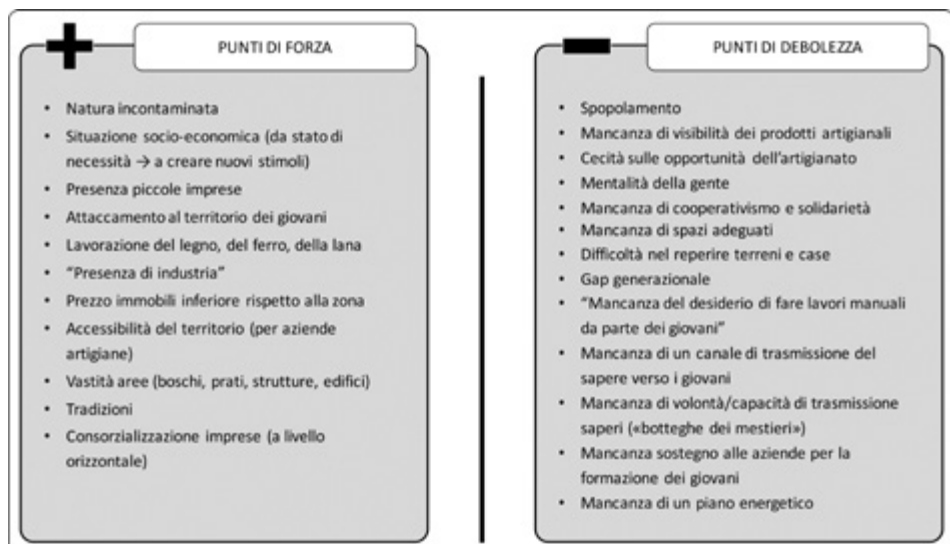 PUNTI DI FORZA
• Natura incontaminata
• Situazione socio-economica (da stato di
necessità → a creare nuovi stimoli)
• Presenza piccole imprese
• Attaccamento al territorio dei giovani
• Lavorazione del legno, del ferro, della lana
• “Presenza di industria”
• Prezzo immobili inferiore rispetto alla zona
• Accessibilità del territorio (per aziende
artigiane)
• Vastità aree (boschi, prati, strutture, edifici)
• Tradizioni
• Consorzializzazione imprese (a livello
orizzontale)
PUNTI DI DEBOLEZZA
• Spopolamento
• Mancanza di visibilità dei prodotti artigianali
• Cecità sulle opportunità dell’artigianato
• Mentalità della gente
• Mancanza di cooperativismo e solidarietà
• Mancanza di spazi adeguati
• Difficoltà nel reperire terreni e case
• Gap generazionale
• “Mancanza del desiderio di fare lavori manuali
da parte dei giovani”
• Mancanza di un canale di trasmissione del
sapere verso i giovani
• Mancanza di volontà/capacità di trasmissione
saperi («botteghe dei mestieri»)
• Mancanza sostegno alle aziende per la
formazione dei giovani
• Mancanza di un piano energetico